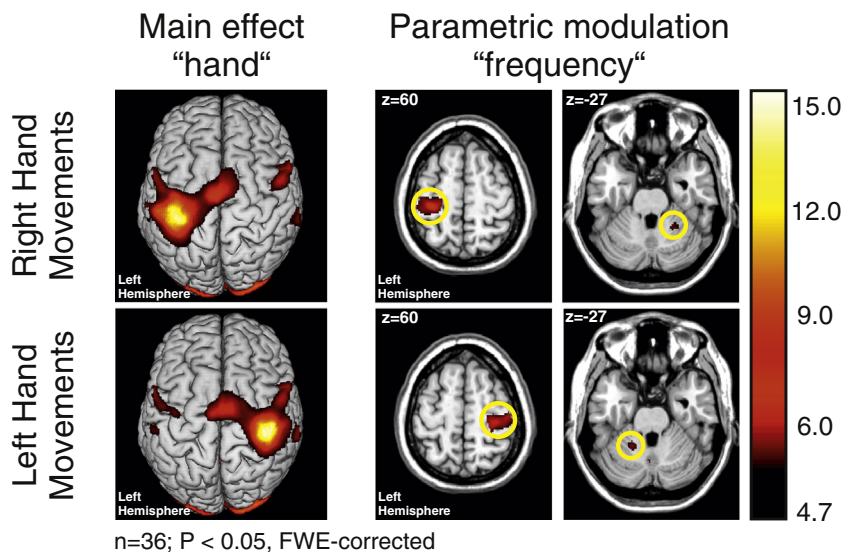 Main effect
“hand“
Parametric modulation
“frequency“
Right Hand
Movements
Left
Hemisphere
z=60
Left
Hemisphere
z=-27
15.0
12.0
9.0
6.0
4.7
Left Hand
Movements
Left
Hemisphere
z=60
Left
Hemisphere
z=-27
n=36; P < 0.05, FWE-corrected